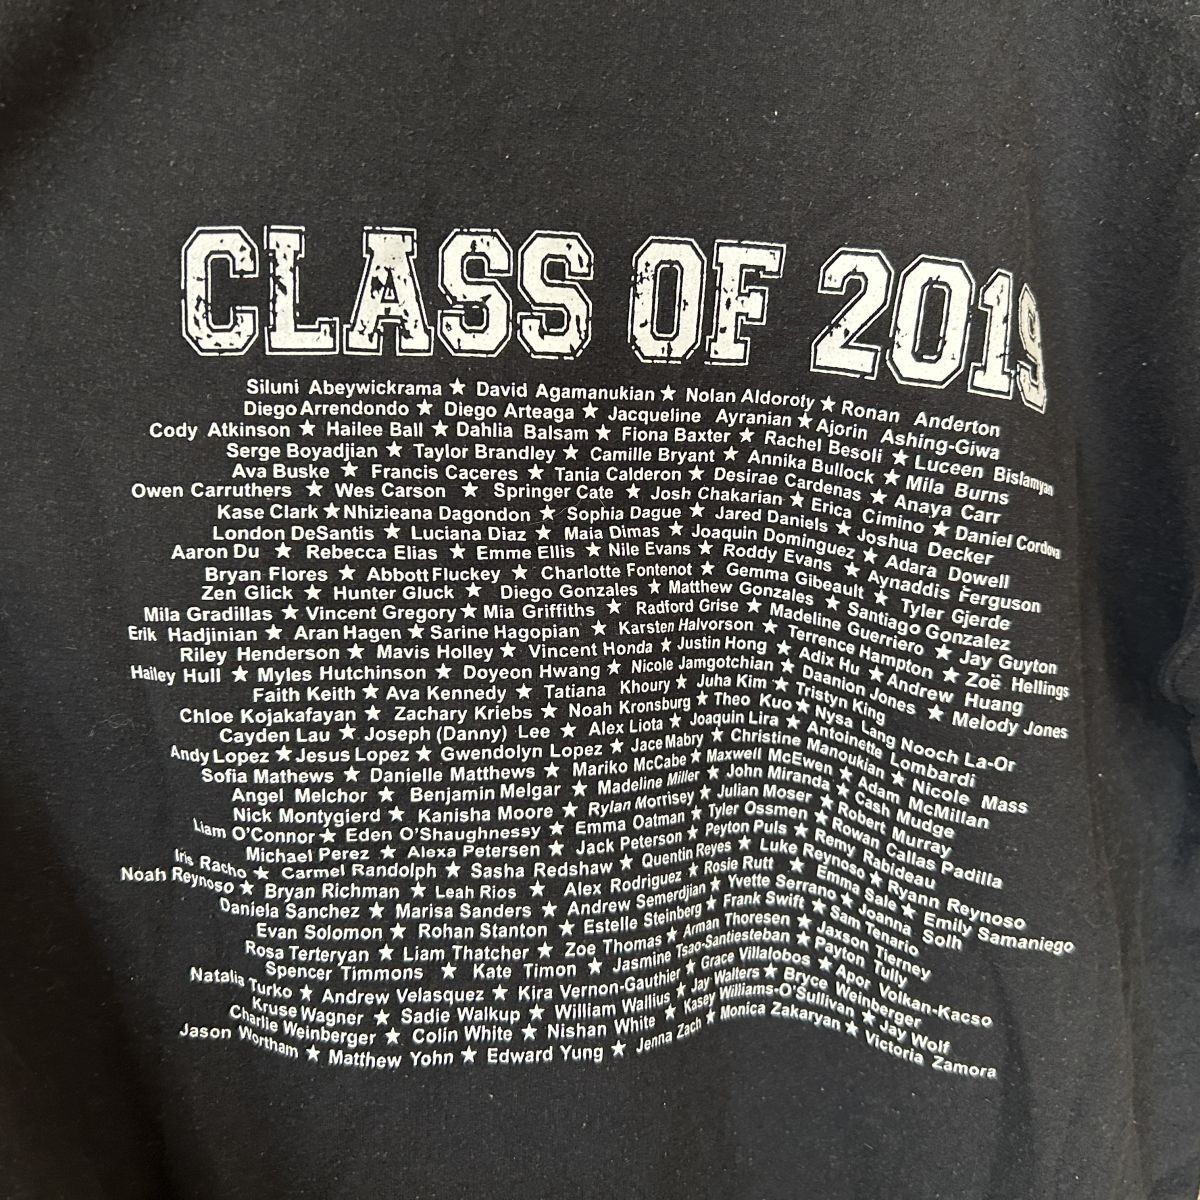 CLASS OF 2019
Siluni Abeywickrama ★ David Agamanukian ★ Nolan Aldoroty ★ Ronan Anderton
Diego Arrendondo ★ Diego Arteaga ★ Jacqueline Ayranian ★ Ajorin Ashing-Giwa
Cody Atkinson ★ Hailee Ball ★ Dahlia Balsam ★ Fiona Baxter ★ Rachel Besoli ★ Luceen Bislamyan
Serge Boyadjian ★ Taylor Brandley ★ Camille Bryant ★ Annika Bullock ★ Mila Burns
Ava Buske ★ Francis Caceres ★ Tania Calderon ★ Desirae Cardenas ★ Anaya Carr
Owen Carruthers ★ Wes Carson ★ Springer Cate ★ Josh Chakarian ★ Erica Cimino ★ Daniel Cordova
Kase Clark ★ Nhizieana Dagondon ★ Sophia Dague ★ Jared Daniels ★ Joshua Decker
London DeSantis ★ Luciana Diaz ★ Maia Dimas ★ Joaquin Dominguez ★ Adara Dowell
Aaron Du ★ Rebecca Elias ★ Emme Ellis ★ Nile Evans ★ Roddy Evans ★ Aynaddis Ferguson
Bryan Flores ★ Abbott Fluckey ★ Charlotte Fontenot ★ Gemma Gibeault ★ Tyler Gjerde
Zen Glick ★ Hunter Gluck ★ Diego Gonzales ★ Matthew Gonzales ★ Santiago Gonzalez
Mila Gradillas ★ Vincent Gregory ★ Mia Griffiths ★ Radford Grise ★ Madeline Guerriero ★ Jay Guyton
Erik Hadjinian ★ Aran Hagen ★ Sarine Hagopian ★ Karsten Halvorson ★ Terrence Hampton ★ Zoë Hellings
Riley Henderson ★ Mavis Holley ★ Vincent Honda ★ Justin Hong ★ Adix Hu ★ Andrew Huang
Hailey Hull ★ Myles Hutchinson ★ Doyeon Hwang ★ Nicole Jamgotchian ★ Daanion Jones ★ Melody Jones
Faith Keith ★ Ava Kennedy ★ Tatiana Khoury ★ Juha Kim ★ Tristyn King
Chloe Kojakafayan ★ Zachary Kriebs ★ Noah Kronsburg ★ Theo Kuo ★ Nysa Lang Nooch La-Or
Cayden Lau ★ Joseph (Danny) Lee ★ Alex Liota ★ Joaquin Lira ★ Antoinette Lombardi
Andy Lopez ★ Jesus Lopez ★ Gwendolyn Lopez ★ Jace Mabry ★ Christine Manoukian ★ Nicole Mass
Sofia Mathews ★ Danielle Matthews ★ Mariko McCabe ★ Maxwell McEwen ★ Adam McMillan
Angel Melchor ★ Benjamin Melgar ★ Madeline Miller ★ John Miranda ★ Cash Mudge
Nick Montygierd ★ Kanisha Moore ★ Rylan Morrisey ★ Julian Moser ★ Robert Murray
Liam O'Connor ★ Eden O'Shaughnessy ★ Emma Oatman ★ Tyler Ossmen ★ Rowan Callas Padilla
Michael Perez ★ Alexa Petersen ★ Jack Peterson ★ Peyton Puls ★ Remy Rabideau
Iris Racho ★ Carmel Randolph ★ Sasha Redshaw ★ Quentin Reyes ★ Luke Reynoso ★ Ryann Reynoso
Noah Reynoso ★ Bryan Richman ★ Leah Rios ★ Alex Rodriguez ★ Rosie Rutt ★ Emma Sale ★ Emily Samaniego
Daniela Sanchez ★ Marisa Sanders ★ Andrew Semerdjian ★ Yvette Serrano ★ Joanna Solh
Evan Solomon ★ Rohan Stanton ★ Estelle Steinberg ★ Frank Swift ★ Sam Tenario
Rosa Terteryan ★ Liam Thatcher ★ Zoe Thomas ★ Arman Thoresen ★ Jaxson Tierney
Spencer Timmons ★ Kate Timon ★ Jasmine Tsao-Santiesteban ★ Payton Tully
Natalia Turko ★ Andrew Velasquez ★ Kira Vernon-Gauthier ★ Grace Villalobos ★ Apor Volkan-Kacso
Kruse Wagner ★ Sadie Walkup ★ William Wallius ★ Jay Walters ★ Bryce Weinberger
Charlie Weinberger ★ Colin White ★ Nishan White ★ Kasey Williams-O'Sullivan ★ Jay Wolf
Jason Wortham ★ Matthew Yohn ★ Edward Yung ★ Jenna Zach ★ Monica Zakaryan ★ Victoria Zamora